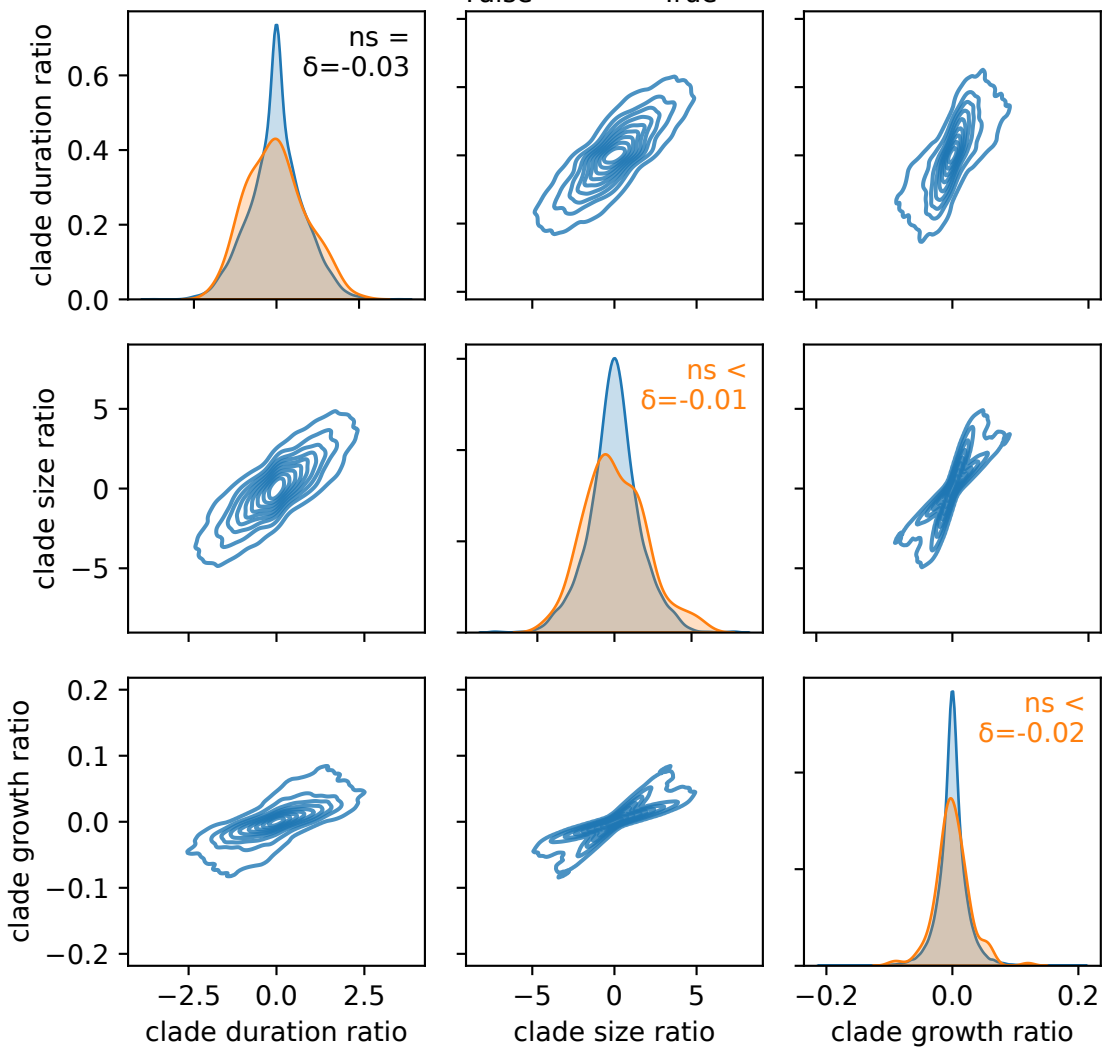 ns =
δ=-0.03
clade duration ratio
0.6
0.4
0.2
0.0
ns <
δ=-0.01
clade size ratio
5
0
−5
ns <
δ=-0.02
clade growth ratio
0.2
0.1
0.0
−0.1
−0.2
−2.5 0.0 2.5
−5 0 5
−0.2 0.0 0.2
clade duration ratio
clade size ratio
clade growth ratio